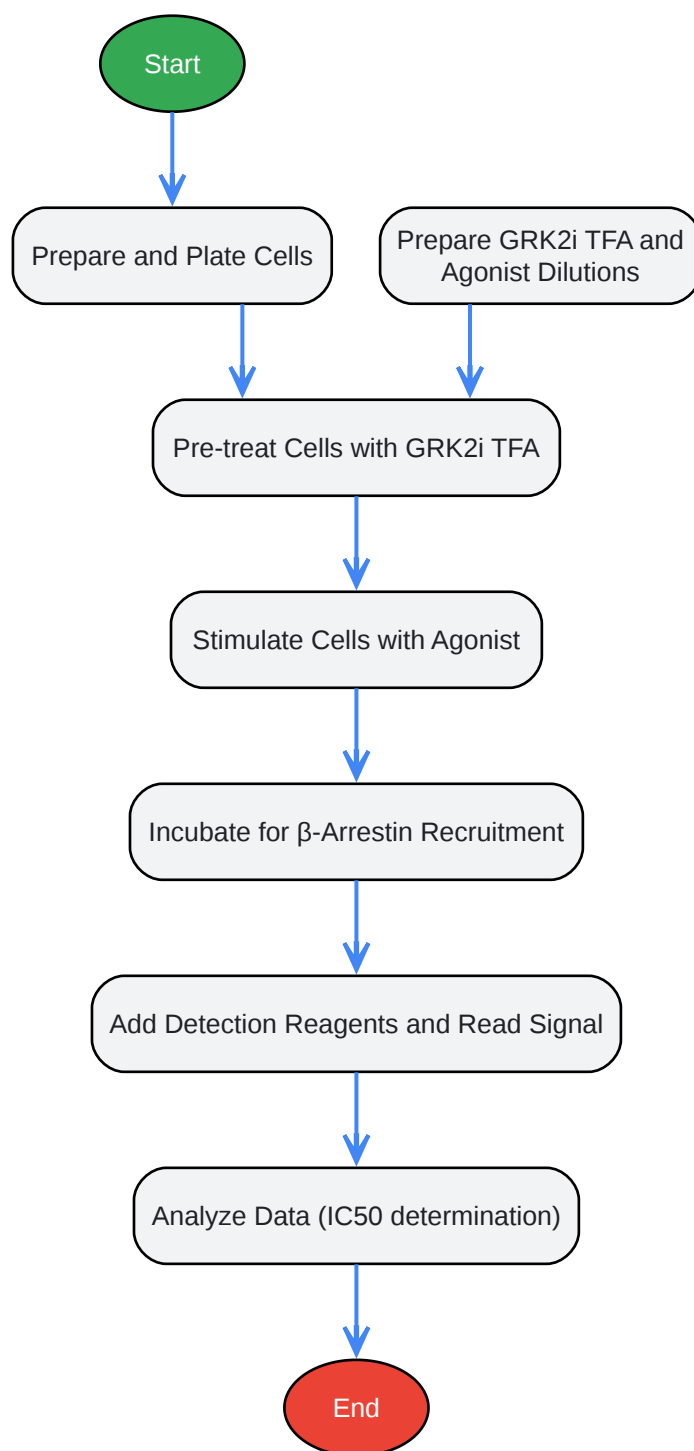 Start
Prepare and Plate Cells
Prepare GRK2i TFA and
Agonist Dilutions
Pre-treat Cells with GRK2i TFA
Stimulate Cells with Agonist
Incubate for β-Arrestin Recruitment
Add Detection Reagents and Read Signal
Analyze Data (IC50 determination)
End